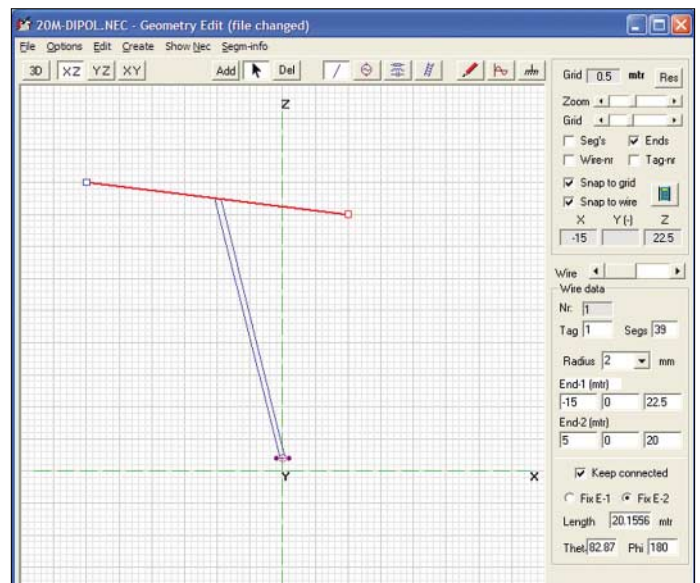 20M-DIPOL.NEC - Geometry Edit (file changed)
File Options Edit Create Show Nec Segm-info
3D XZ YZ XY Add Del
Z
Y
X
Grid 0.5 mtr Res
Zoom
Grid
Seg's Ends
Wire-nr Tag-nr
Snap to grid
Snap to wire
X Y (-) Z
-15 22.5
Wire
Wire data
Nr. 1
Tag 1 Segs 39
Radius 2 mm
End-1 (mtr)
-15 0 22.5
End-2 (mtr)
5 0 20
Keep connected
Fix E-1 Fix E-2
Length 20.1556 mtr
Thet. 82.87 Phi 180